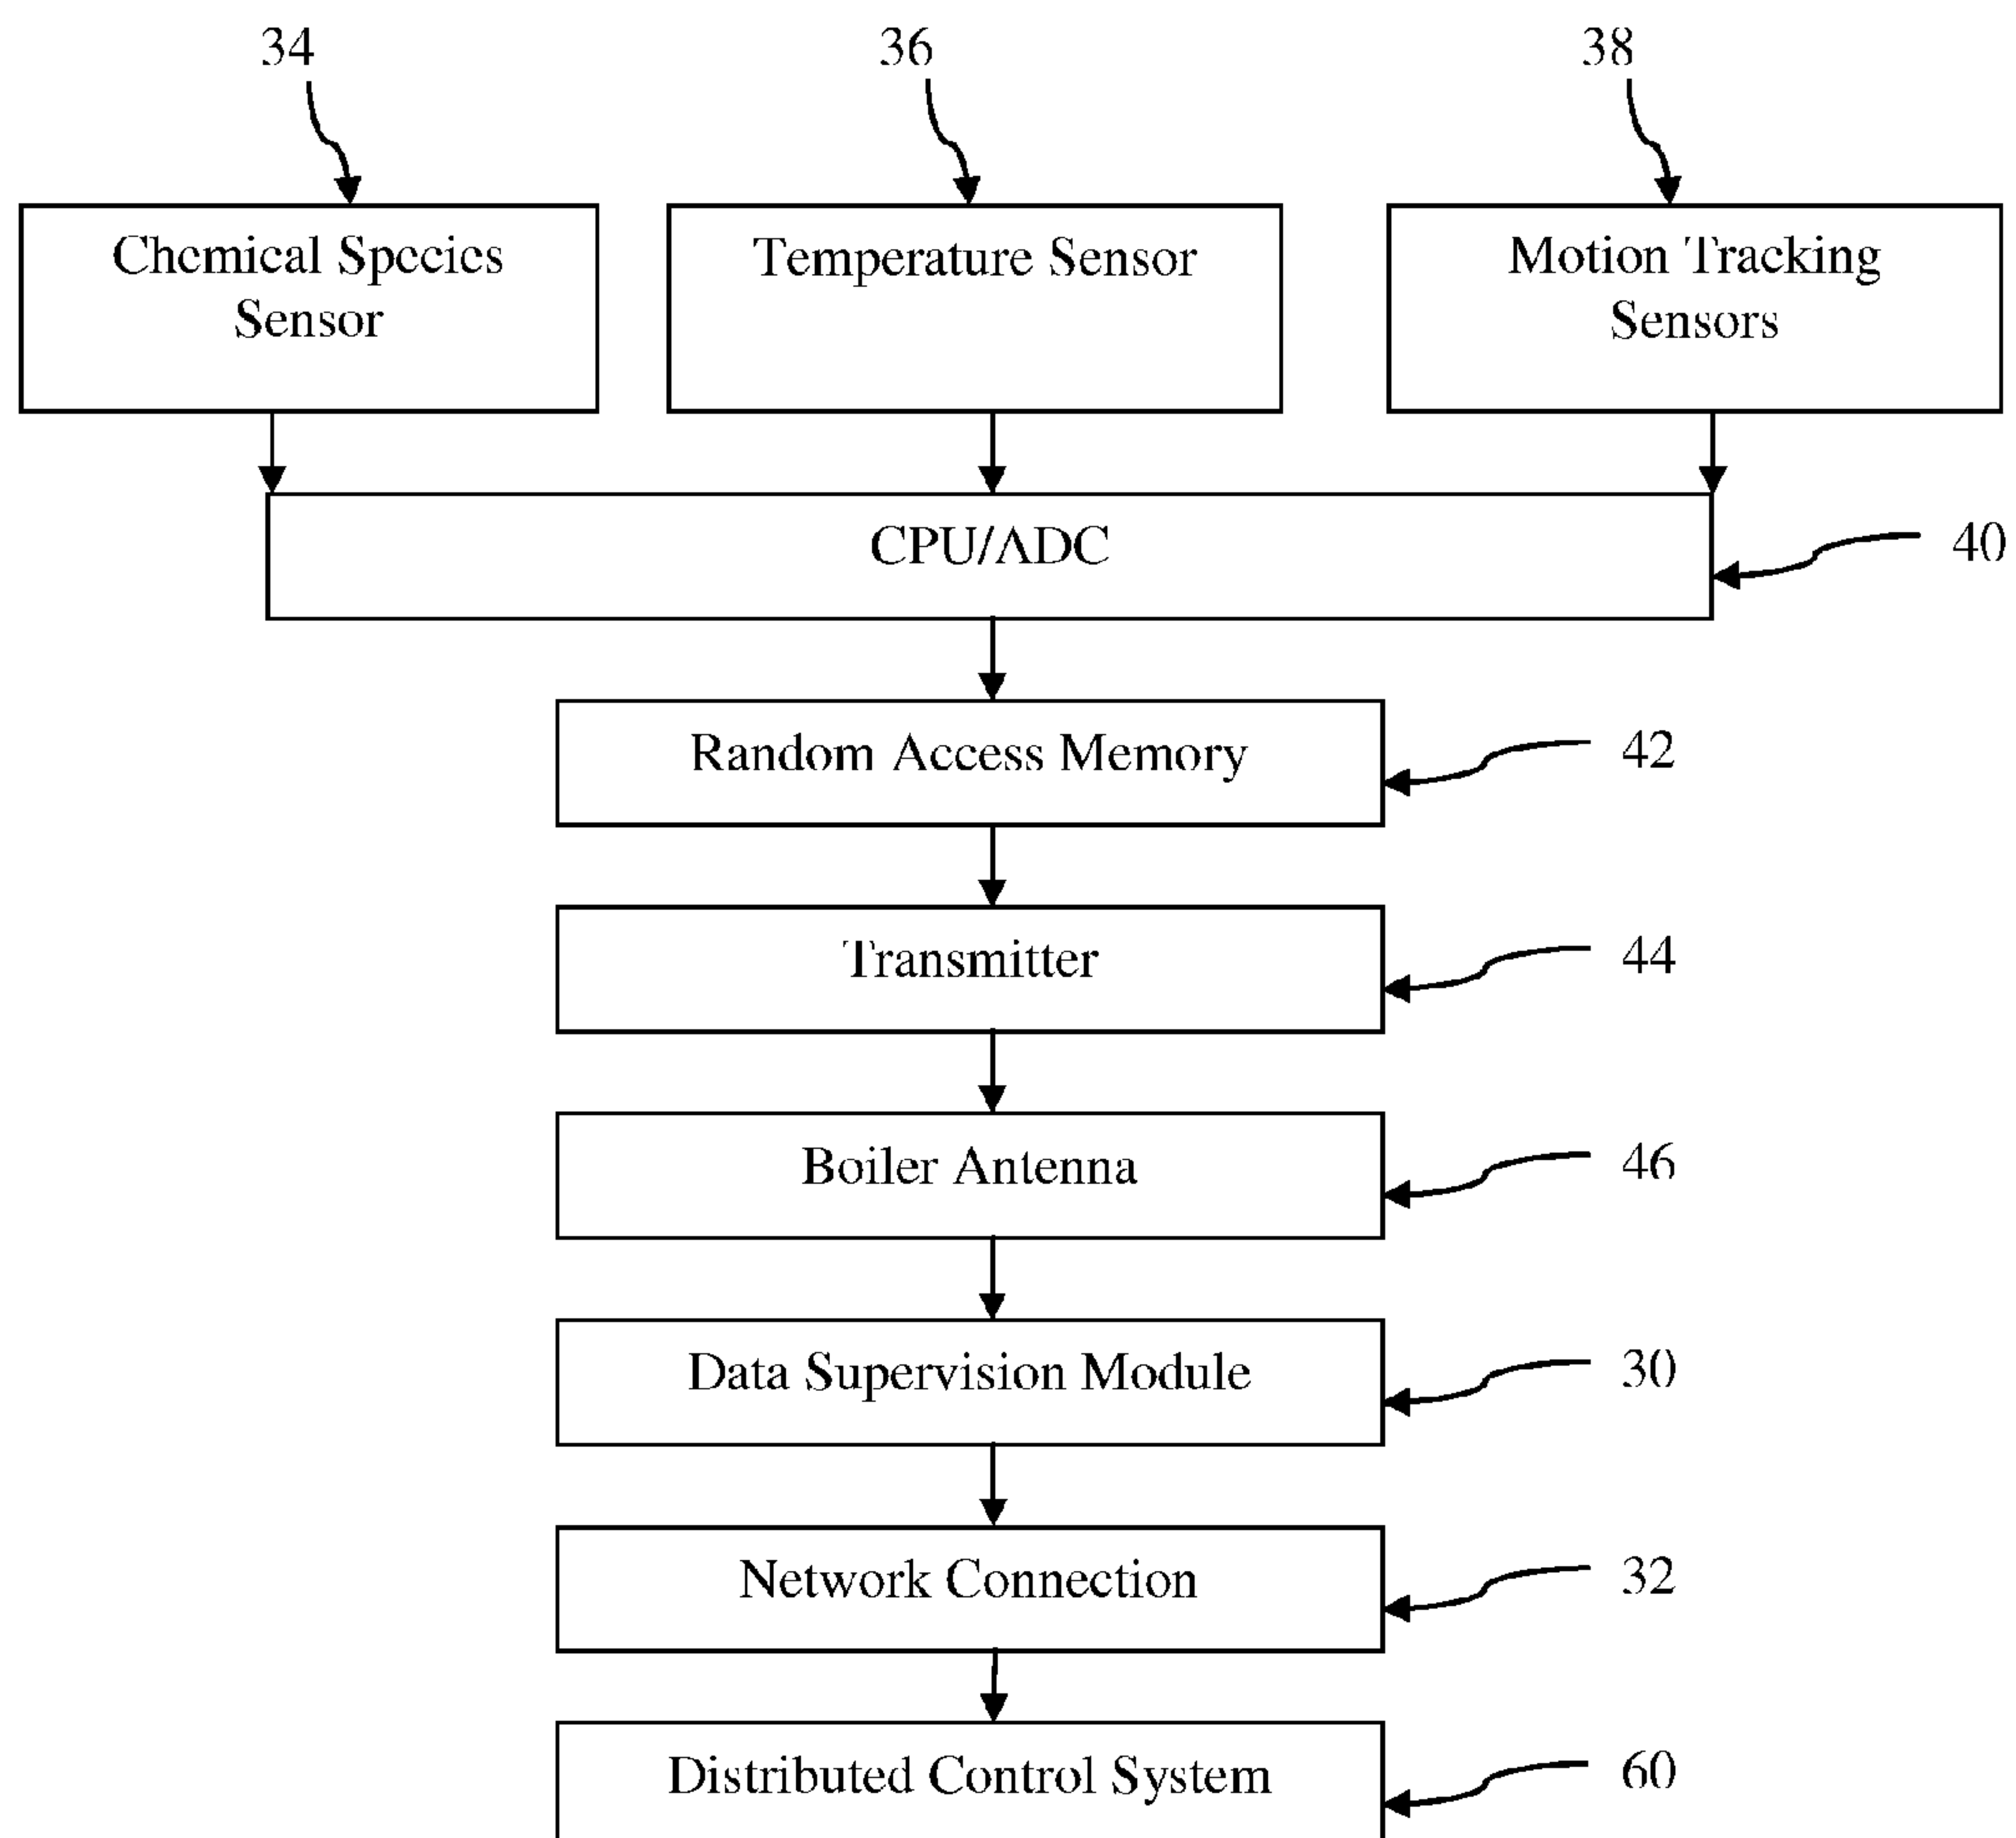 34
36
38
Chemical Species
Sensor
Temperature Sensor
Motion Tracking
Sensors
CPU/ADC
40
Random Access Memory
42
Transmitter
44
Boiler Antenna
46
Data Supervision Module
30
Network Connection
32
Distributed Control System
60